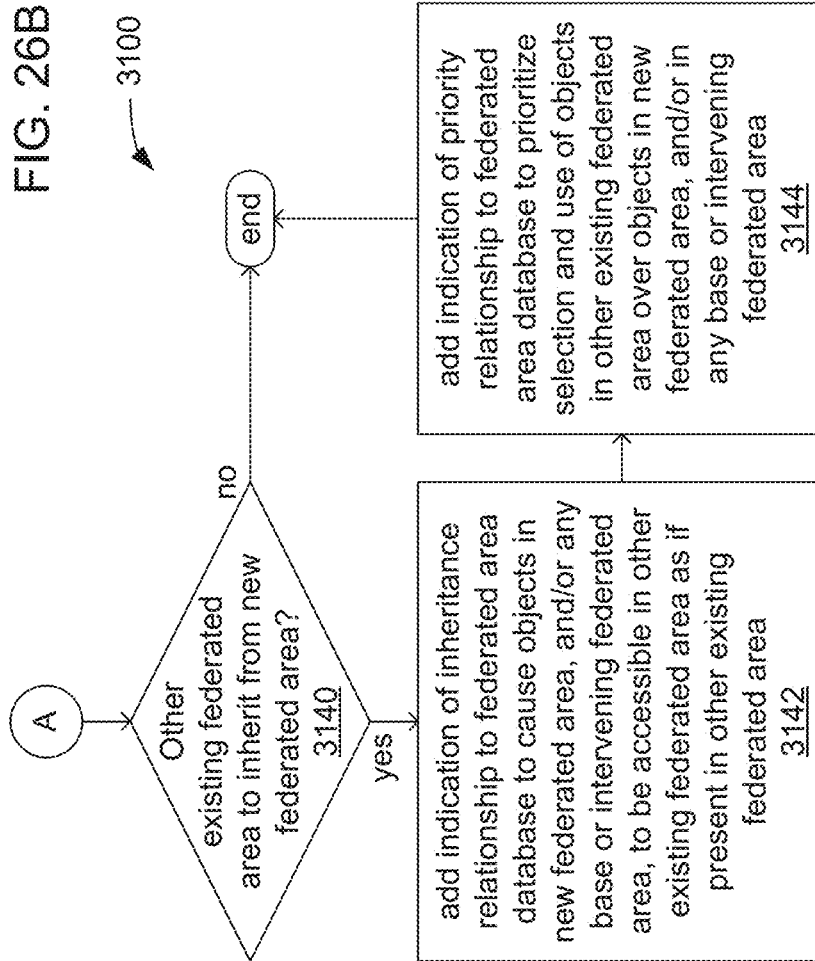 FIG. 26B
3100
A
Other
existing federated
area to inherit from new
federated area?
3140
no
end
yes
add indication of inheritance
relationship to federated area
database to cause objects in
new federated area, and/or any
base or intervening federated
area, to be accessible in other
existing federated area as if
present in other existing
federated area
3142
add indication of priority
relationship to federated
area database to prioritize
selection and use of objects
in other existing federated
area over objects in new
federated area, and/or in
any base or intervening
federated area
3144